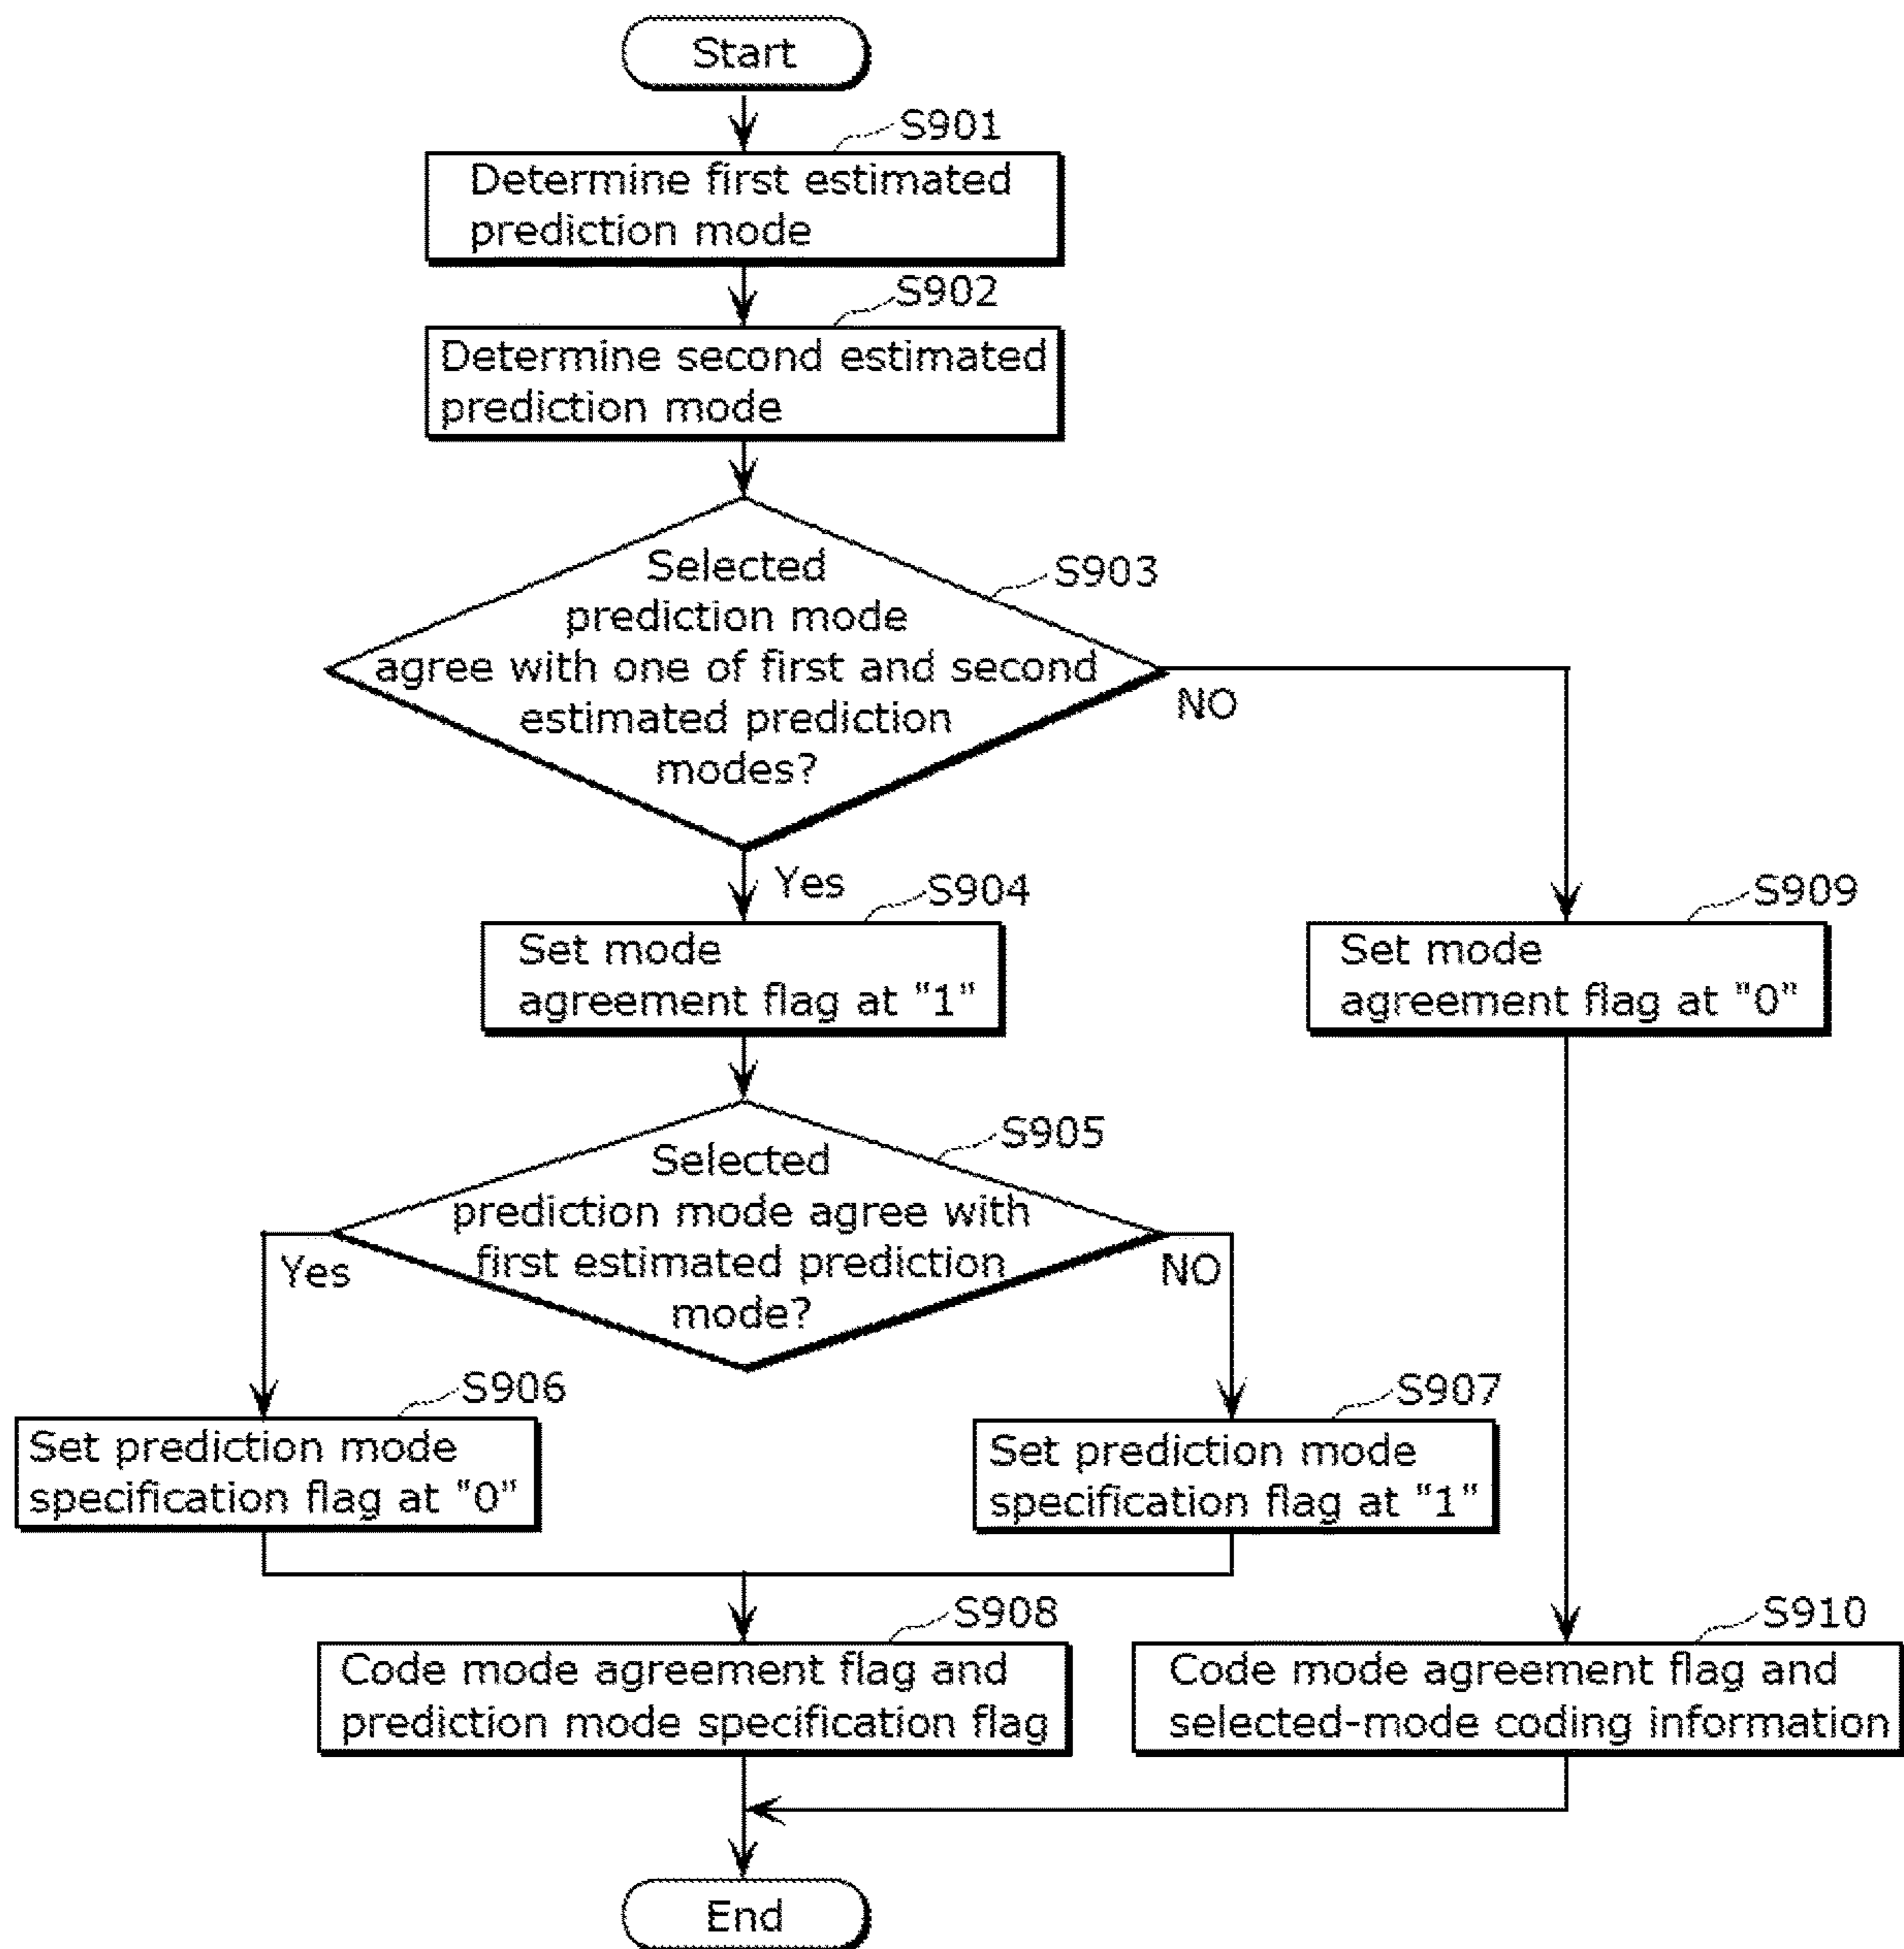 Start
S901
Determine first estimated
prediction mode
S902
Determine second estimated
prediction mode
S903
Selected
prediction mode
agree with one of first and second
estimated prediction
modes?
NO
Yes
S904
Set mode
agreement flag at "1"
S909
Set mode
agreement flag at "0"
S905
Selected
prediction mode agree with
first estimated prediction
mode?
Yes
NO
S906
Set prediction mode
specification flag at "0"
S907
Set prediction mode
specification flag at "1"
S908
Code mode agreement flag and
prediction mode specification flag
S910
Code mode agreement flag and
selected-mode coding information
End